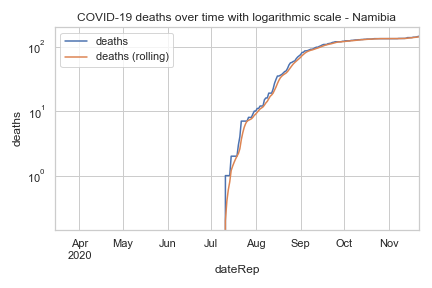 COVID-19 deaths over time with logarithmic scale - Namibia
deaths
deaths (rolling)
10²
10¹
10⁰
deaths
Apr
2020
May
Jun
Jul
Aug
Sep
Oct
Nov
dateRep